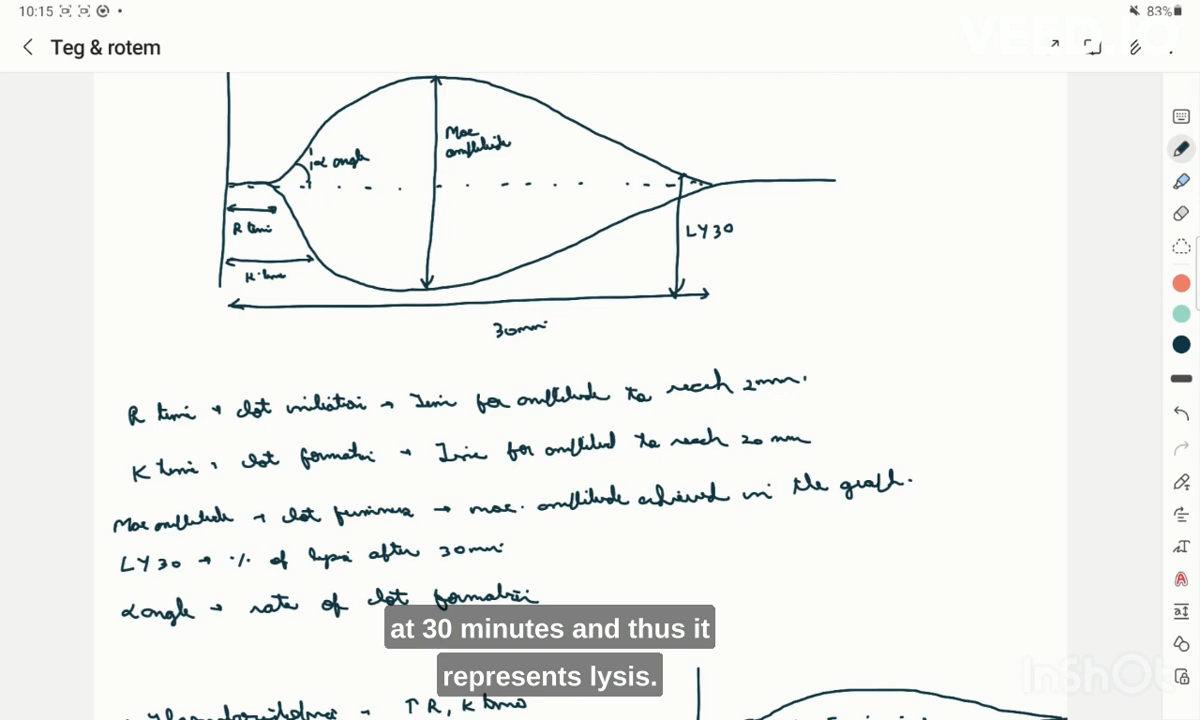 10:15
83%
Teg & rotem
VEED.IO
α angle
Max amplitude
R time
K time
LY30
30min
R time → clot initiation → Time for amplitude to reach 2mm.
K time → clot formation → Time for amplitude to reach 20 mm
Max amplitude → clot firmness → max. amplitude achieved in the graph.
LY30 → % of lysis after 30min
α angle → rate of clot formation
at 30 minutes and thus it
represents lysis.
↑ R, K time
InShOt